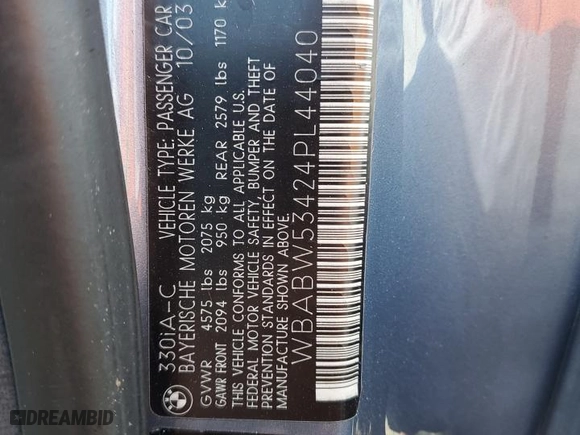 330iA-C VEHICLE TYPE: PASSENGER CAR
BAYERISCHE MOTOREN WERKE AG 10/03
GVWR 4575 lbs 2075 kg
GAWR FRONT 2094 lbs 950 kg REAR 2579 lbs 1170 k
THIS VEHICLE CONFORMS TO ALL APPLICABLE U.S.
FEDERAL MOTOR VEHICLE SAFETY, BUMPER AND THEFT
PREVENTION STANDARDS IN EFFECT ON THE DATE OF
MANUFACTURE SHOWN ABOVE.
WBABW53424PL44040
DREAMBID